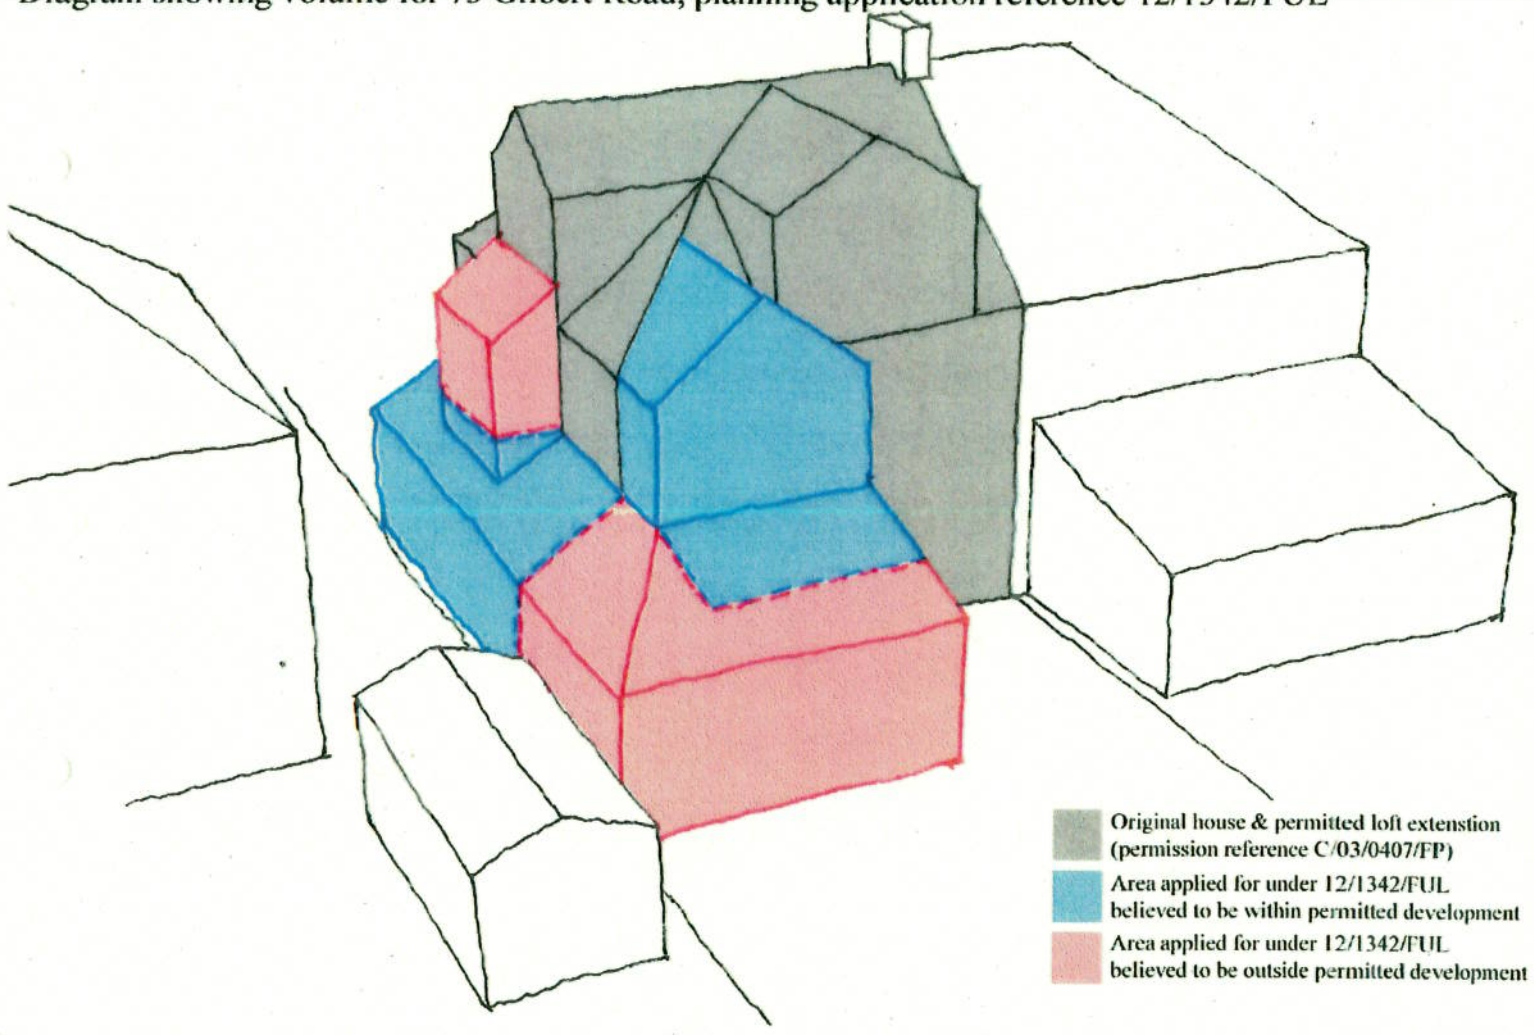 Diagram showing volume for 73 Gilbert Road, planning application reference 12/1342/FUL
Original house & permitted loft extenstion
(permission reference C/03/0407/FP)
Area applied for under 12/1342/FUL
believed to be within permitted development
Area applied for under 12/1342/FUL
believed to be outside permitted development